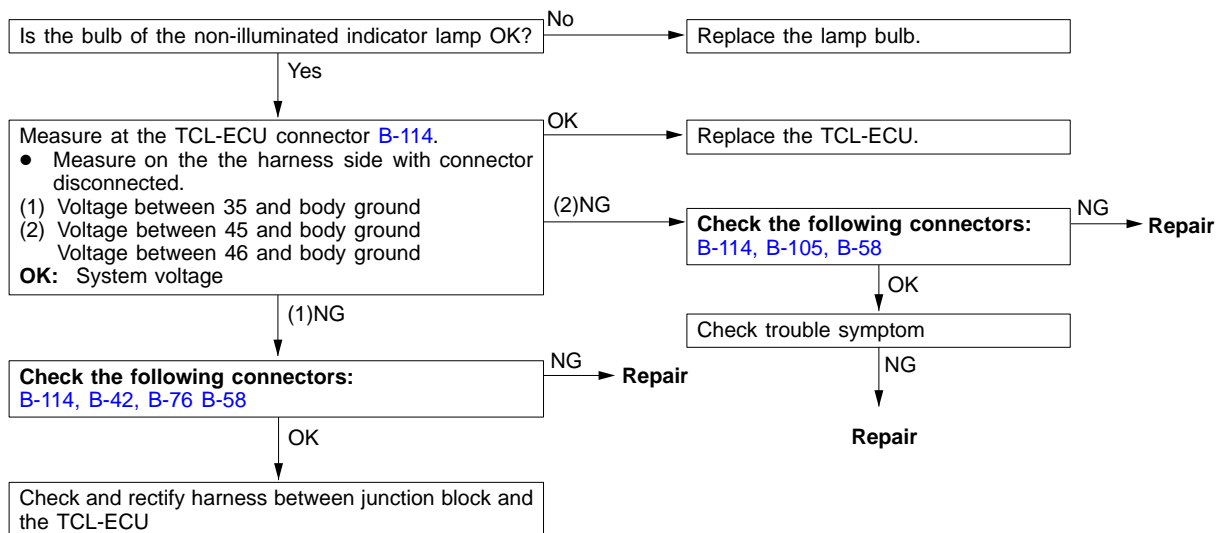 Is the bulb of the non-illuminated indicator lamp OK?
No
Replace the lamp bulb.
Yes
Measure at the TCL-ECU connector B-114.
● Measure on the the harness side with connector
disconnected.
(1) Voltage between 35 and body ground
(2) Voltage between 45 and body ground
Voltage between 46 and body ground
OK: System voltage
OK
Replace the TCL-ECU.
(2)NG
Check the following connectors:
B-114, B-105, B-58
NG
Repair
OK
Check trouble symptom
NG
Repair
(1)NG
Check the following connectors:
B-114, B-42, B-76 B-58
NG
Repair
OK
Check and rectify harness between junction block and
the TCL-ECU